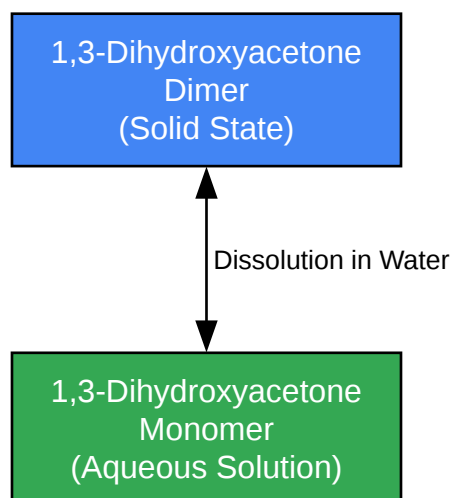 1,3-Dihydroxyacetone
Dimer
(Solid State)
Dissolution in Water
1,3-Dihydroxyacetone
Monomer
(Aqueous Solution)